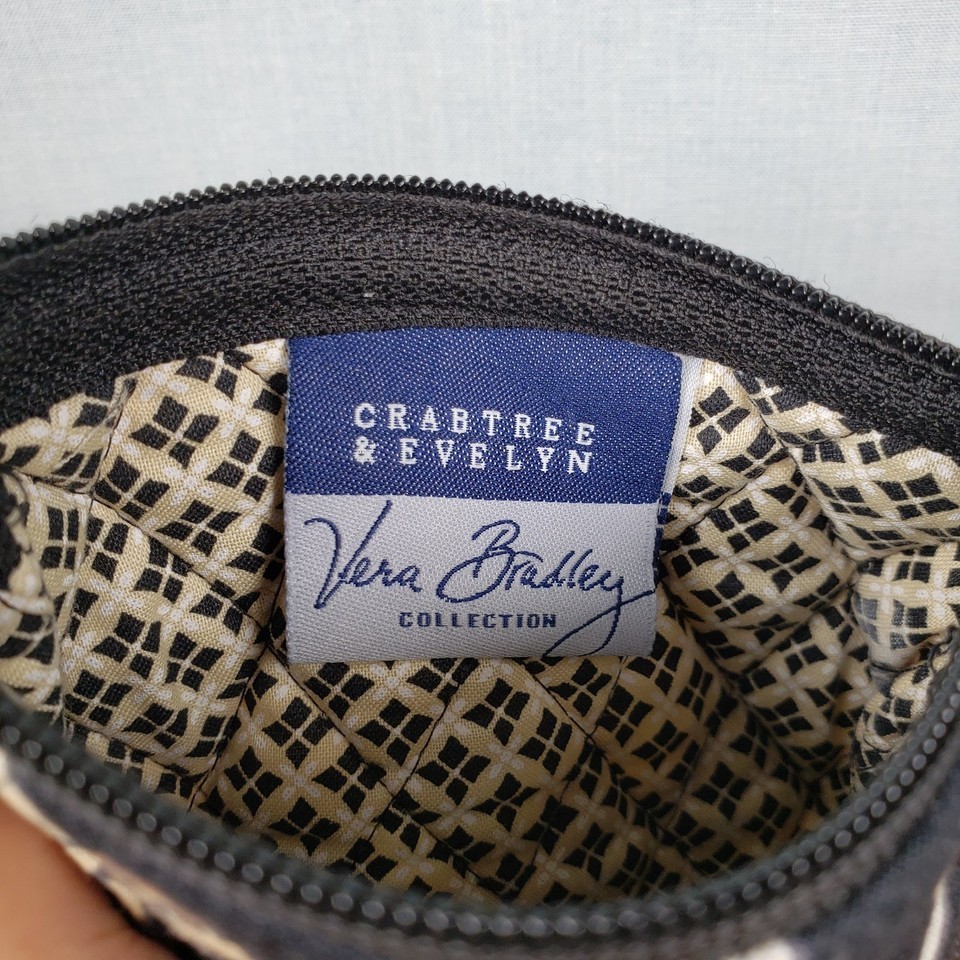 CRABTREE
& EVELYN
Vera Bradley
COLLECTION